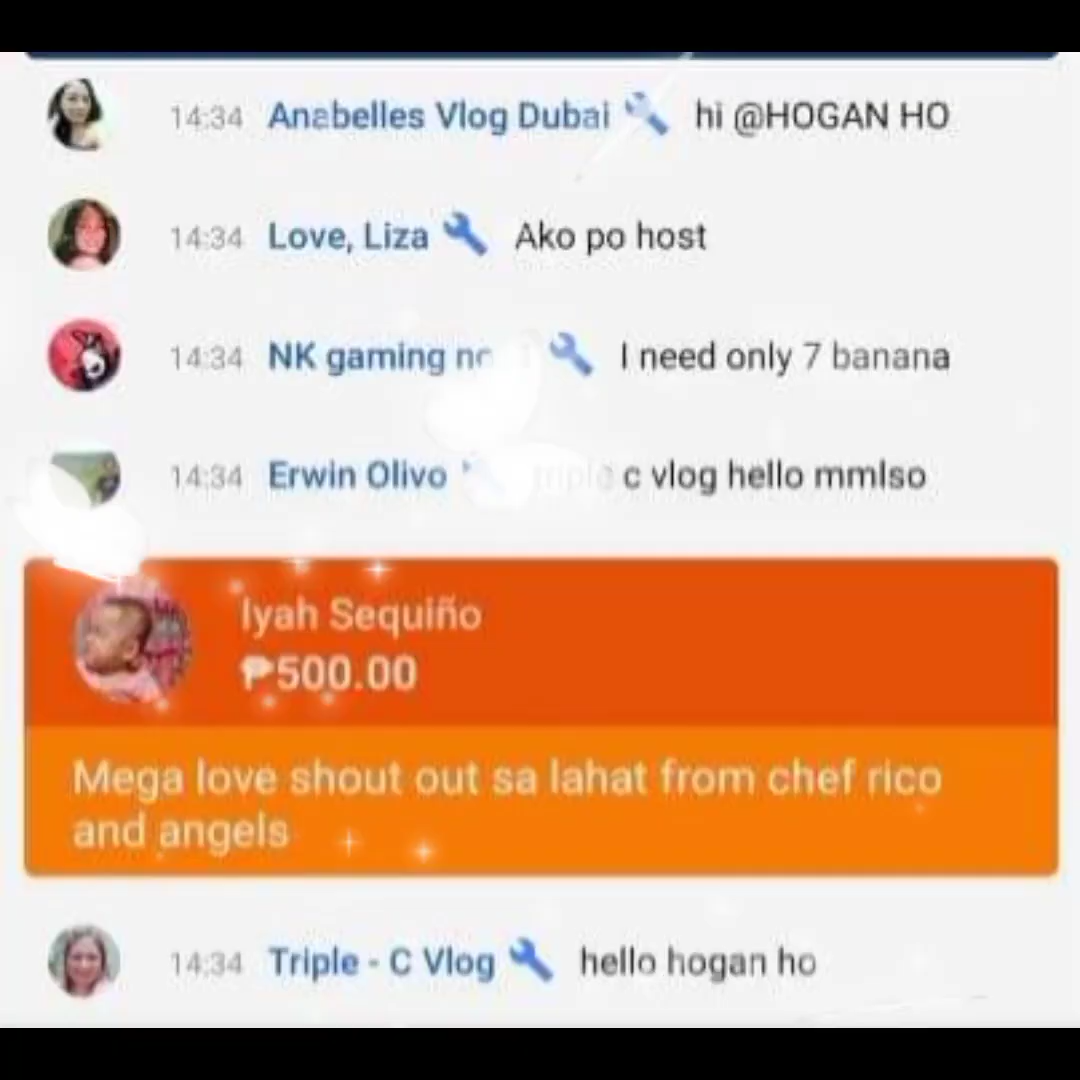 14:34 Anabelles Vlog Dubai hi @HOGAN HO
14:34 Love, Liza Ako po host
14:34 NK gaming I need only 7 banana
14:34 Erwin Olivo c vlog hello mmlso
Iyah Sequiño
₱500.00
Mega love shout out sa lahat from chef rico
and angels
14:34 Triple - C Vlog hello hogan ho